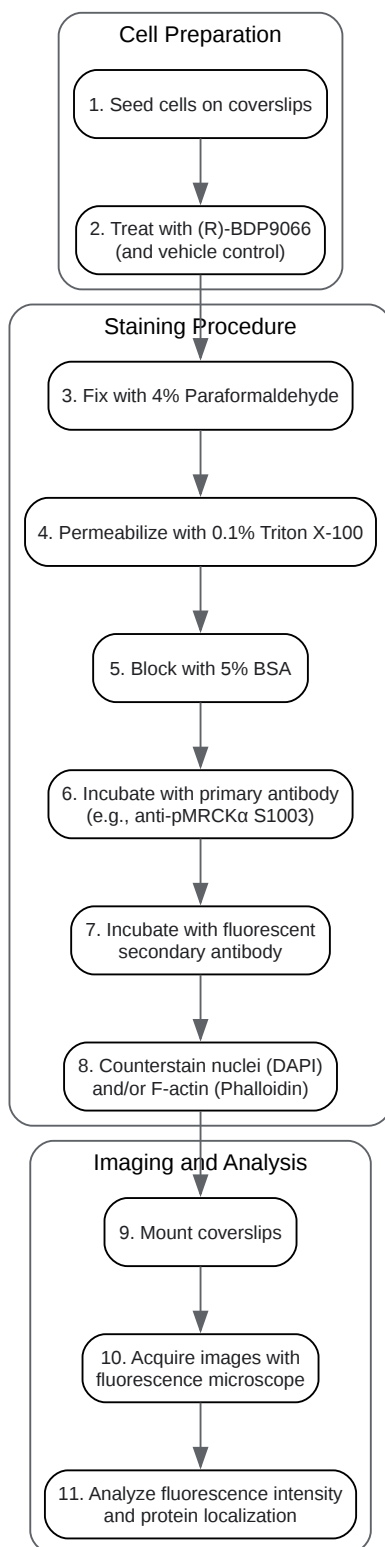 Cell Preparation
1. Seed cells on coverslips
2. Treat with (R)-BDP9066
(and vehicle control)
Staining Procedure
3. Fix with 4% Paraformaldehyde
4. Permeabilize with 0.1% Triton X-100
5. Block with 5% BSA
6. Incubate with primary antibody
(e.g., anti-pMRCKα S1003)
7. Incubate with fluorescent
secondary antibody
8. Counterstain nuclei (DAPI)
and/or F-actin (Phalloidin)
Imaging and Analysis
9. Mount coverslips
10. Acquire images with
fluorescence microscope
11. Analyze fluorescence intensity
and protein localization